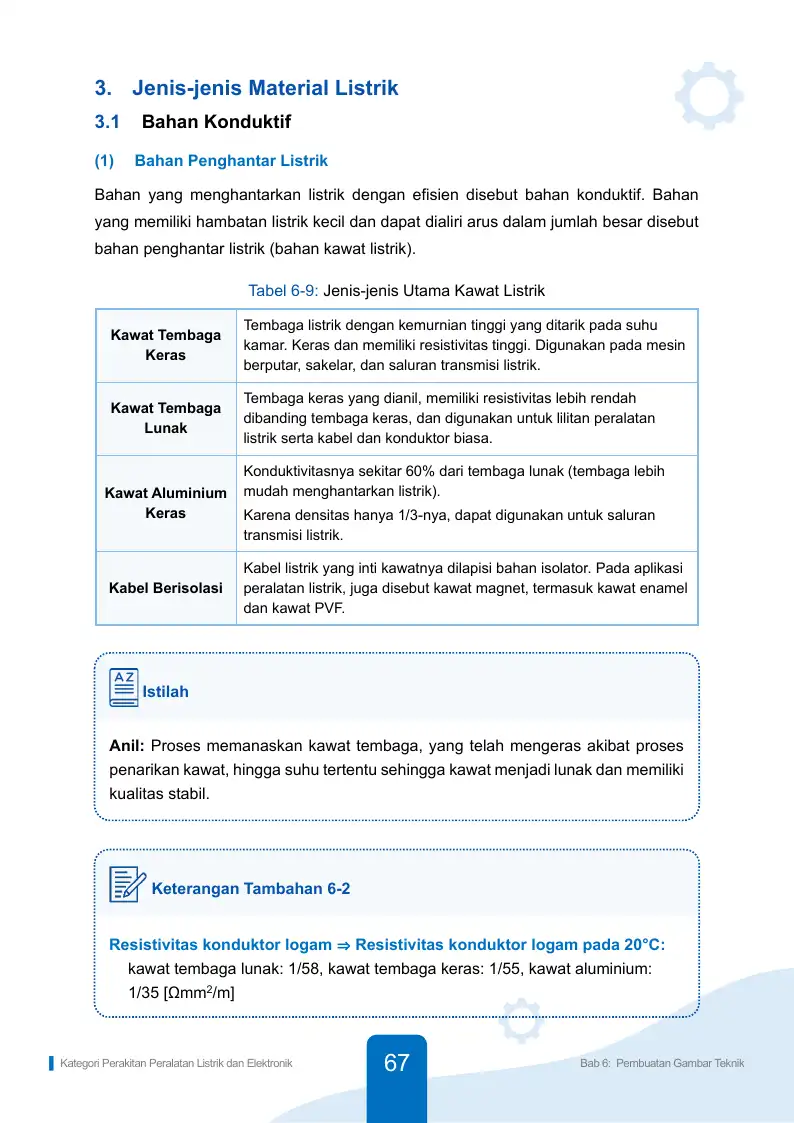 3. Jenis-jenis Material Listrik
3.1 Bahan Konduktif
(1) Bahan Penghantar Listrik
Bahan yang menghantarkan listrik dengan efisien disebut bahan konduktif. Bahan
yang memiliki hambatan listrik kecil dan dapat dialiri arus dalam jumlah besar disebut
bahan penghantar listrik (bahan kawat listrik).
Tabel 6-9: Jenis-jenis Utama Kawat Listrik
Kawat Tembaga
Keras
Tembaga listrik dengan kemurnian tinggi yang ditarik pada suhu
kamar. Keras dan memiliki resistivitas tinggi. Digunakan pada mesin
berputar, sakelar, dan saluran transmisi listrik.
Kawat Tembaga
Lunak
Tembaga keras yang dianil, memiliki resistivitas lebih rendah
dibanding tembaga keras, dan digunakan untuk lilitan peralatan
listrik serta kabel dan konduktor biasa.
Kawat Aluminium
Keras
Konduktivitasnya sekitar 60% dari tembaga lunak (tembaga lebih
mudah menghantarkan listrik).
Karena densitas hanya 1/3-nya, dapat digunakan untuk saluran
transmisi listrik.
Kabel Berisolasi
Kabel listrik yang inti kawatnya dilapisi bahan isolator. Pada aplikasi
peralatan listrik, juga disebut kawat magnet, termasuk kawat enamel
dan kawat PVF.
AZ
Istilah
Anil: Proses memanaskan kawat tembaga, yang telah mengeras akibat proses
penarikan kawat, hingga suhu tertentu sehingga kawat menjadi lunak dan memiliki
kualitas stabil.
Keterangan Tambahan 6-2
Resistivitas konduktor logam ⇒ Resistivitas konduktor logam pada 20°C:
kawat tembaga lunak: 1/58, kawat tembaga keras: 1/55, kawat aluminium:
1/35 [Ωmm²/m]
Kategori Perakitan Peralatan Listrik dan Elektronik
67
Bab 6: Pembuatan Gambar Teknik